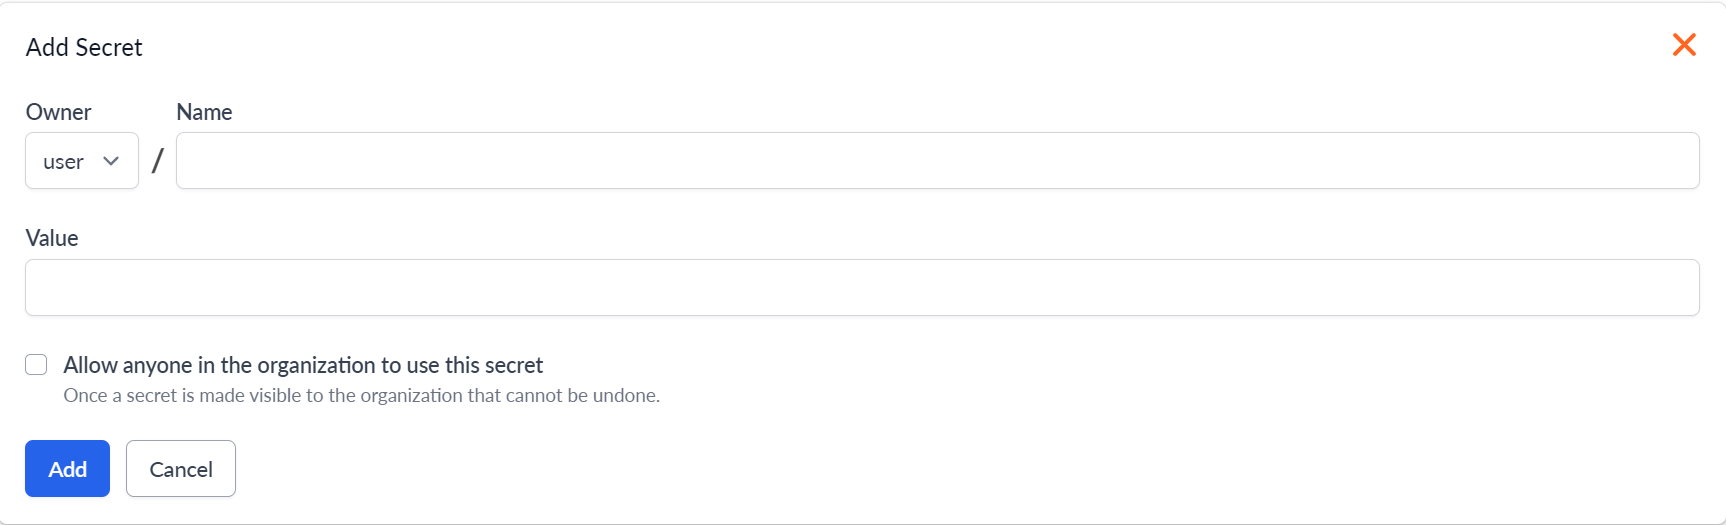 Add Secret
Owner Name
user /
Value
Allow anyone in the organization to use this secret
Once a secret is made visible to the organization that cannot be undone.
Add Cancel